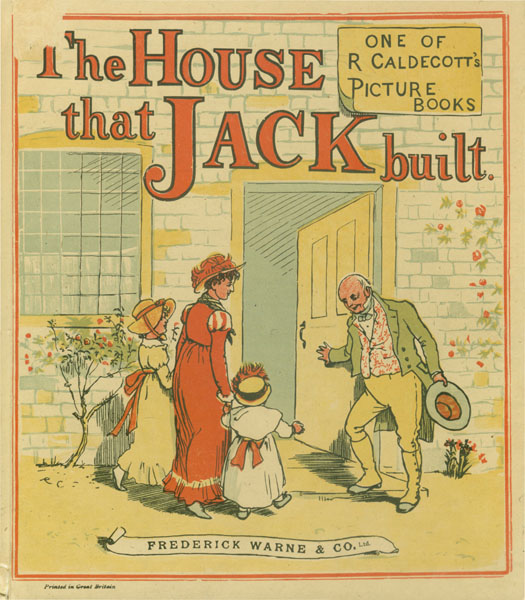 The HOUSE
that JACK built.
ONE OF
R CALDECOTT's
PICTURE
BOOKS
R C
FREDERICK WARNE & CO. Ltd.
Printed in Great Britain